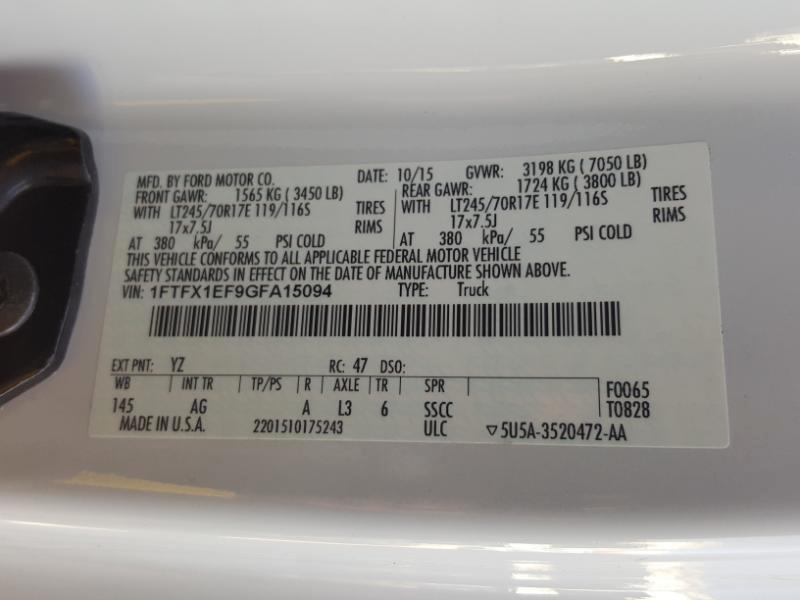 MFD. BY FORD MOTOR CO. DATE: 10/15 GVWR: 3198 KG ( 7050 LB)
FRONT GAWR: 1565 KG ( 3450 LB) REAR GAWR: 1724 KG ( 3800 LB)
WITH LT245/70R17E 119/116S TIRES WITH LT245/70R17E 119/116S TIRES
17x7.5J RIMS 17x7.5J RIMS
AT 380 kPa/ 55 PSI COLD AT 380 kPa/ 55 PSI COLD
THIS VEHICLE CONFORMS TO ALL APPLICABLE FEDERAL MOTOR VEHICLE
SAFETY STANDARDS IN EFFECT ON THE DATE OF MANUFACTURE SHOWN ABOVE.
VIN: 1FTFX1EF9GFA15094 TYPE: Truck
EXT PNT: YZ RC: 47 DSO:
WB INT TR TP/PS R AXLE TR SPR F0065
145 AG A L3 6 SSCC T0828
MADE IN U.S.A. 2201510175243 ULC ▽5U5A-3520472-AA